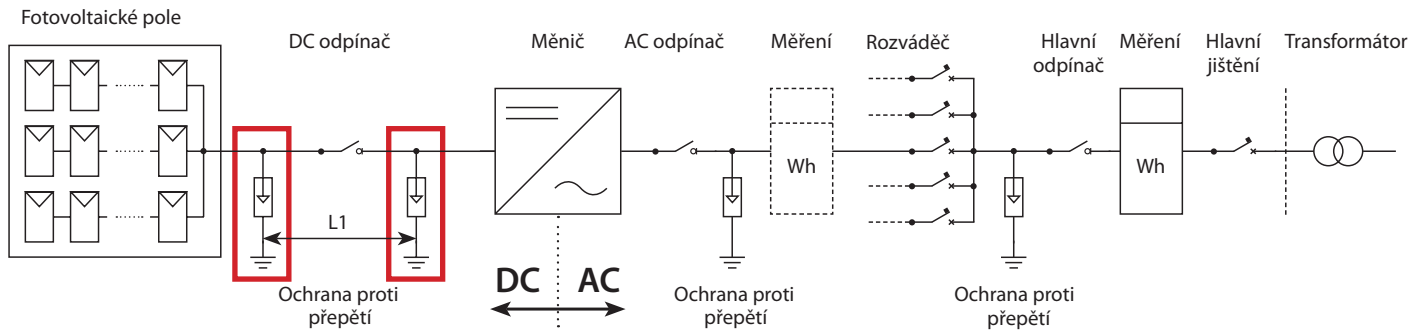 Fotovoltaické pole
DC odpínač
Měnič
AC odpínač
Měření
Rozváděč
Hlavní
odpínač
Měření
Hlavní
jištění
Transformátor
Wh
Wh
L1
DC
AC
Ochrana proti
přepětí
Ochrana proti
přepětí
Ochrana proti
přepětí